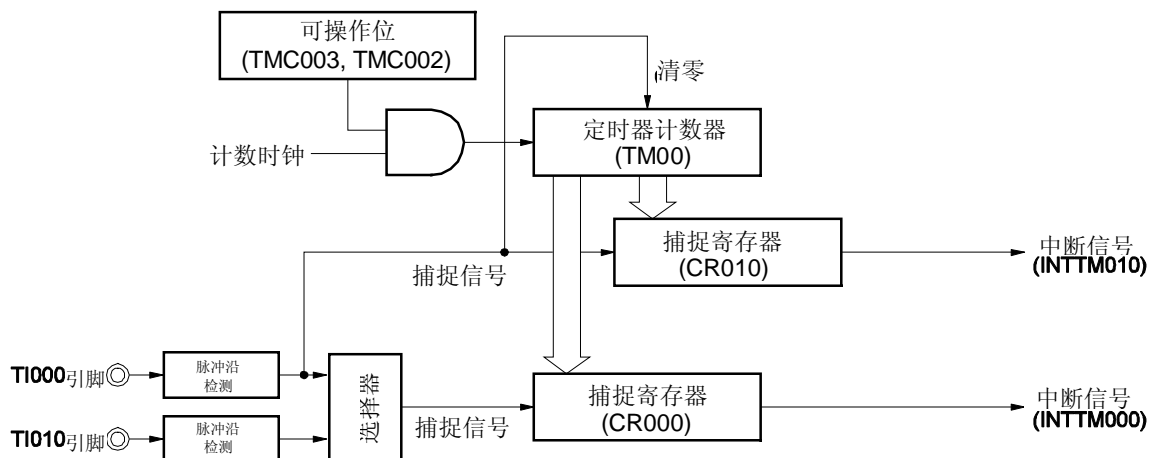 可操作位
(TMC003, TMC002)
清零
定时器计数器
(TM00)
计数时钟
捕捉寄存器
(CR010)
中断信号
(INTTM010)
捕捉信号
TI000引脚
脉冲沿
检测
选择器
捕捉信号
捕捉寄存器
(CR000)
中断信号
(INTTM000)
TI010引脚
脉冲沿
检测